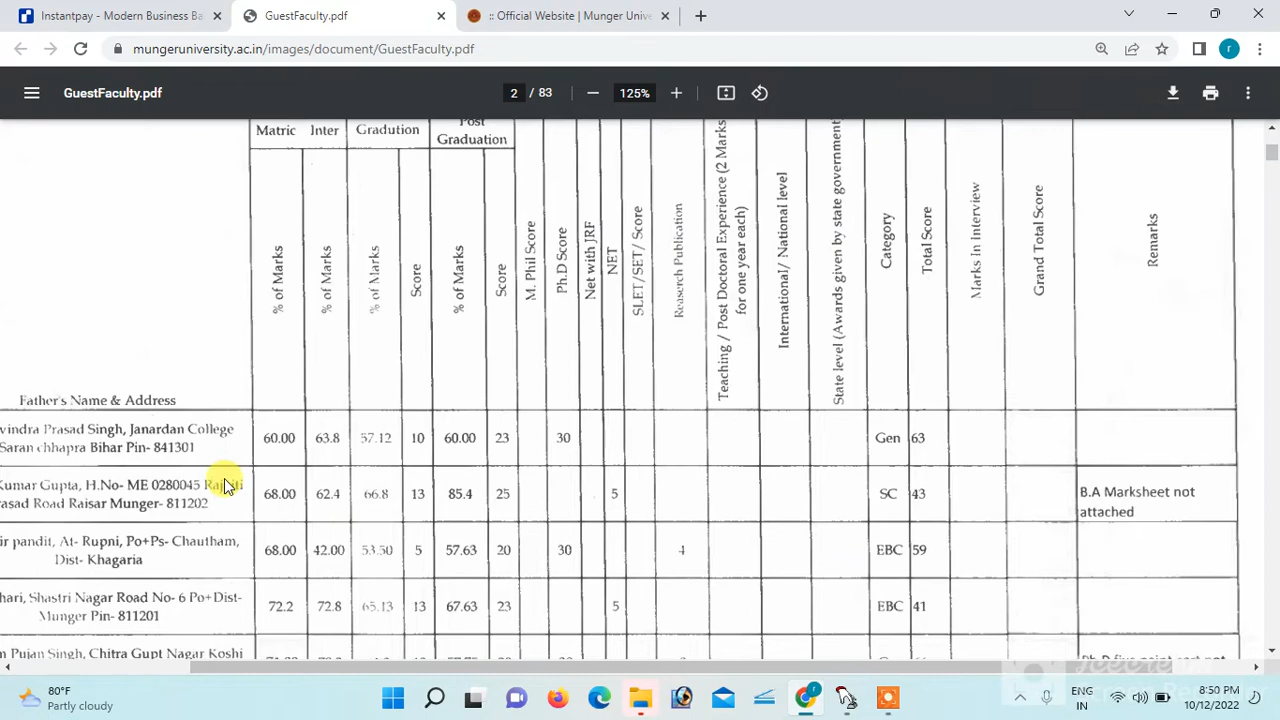 Instantpay - Modern Business Ba
GuestFaculty.pdf
:: Official Website | Munger Unive
mungeruniversity.ac.in/images/document/GuestFaculty.pdf
r
GuestFaculty.pdf
2 / 83
125%
Matric Inter Gradution Post Graduation
% of Marks
% of Marks
% of Marks
Score
% of Marks
Score
M. Phil Score
Ph.D Score
Net with JRF
NET
SLET/SET/ Score
Reaserch Publication
Teaching / Post Doctoral Experience (2 Marks
for one year each)
International/ National level
State level (Awards given by state government)
Category
Total Score
Marks in Interview
Grand Total Score
Remarks
Father's Name & Address
vindra Prasad Singh, Janardan College
Saran chhapra Bihar Pin- 841301
60.00 63.8 57.12 10 60.00 23 30 Gen 63
Kumar Gupta, H.No- ME 0280045
rasad Road Raisar Munger- 811202
68.00 62.4 66.8 13 85.4 25 5 SC 43
B.A Marksheet not
attached
ir pandit, At- Rupni, Po+Ps- Chautham,
Dist- Khagaria
68.00 42.00 53.50 5 57.63 20 30 4 EBC 59
hari, Shastri Nagar Road No- 6 Po+Dist-
Munger Pin- 811201
72.2 72.8 65.13 13 67.63 23 5 EBC 41
m Pujan Singh, Chitra Gupt Nagar Koshi
80°F
Partly cloudy
ENG
IN
8:50 PM
10/12/2022